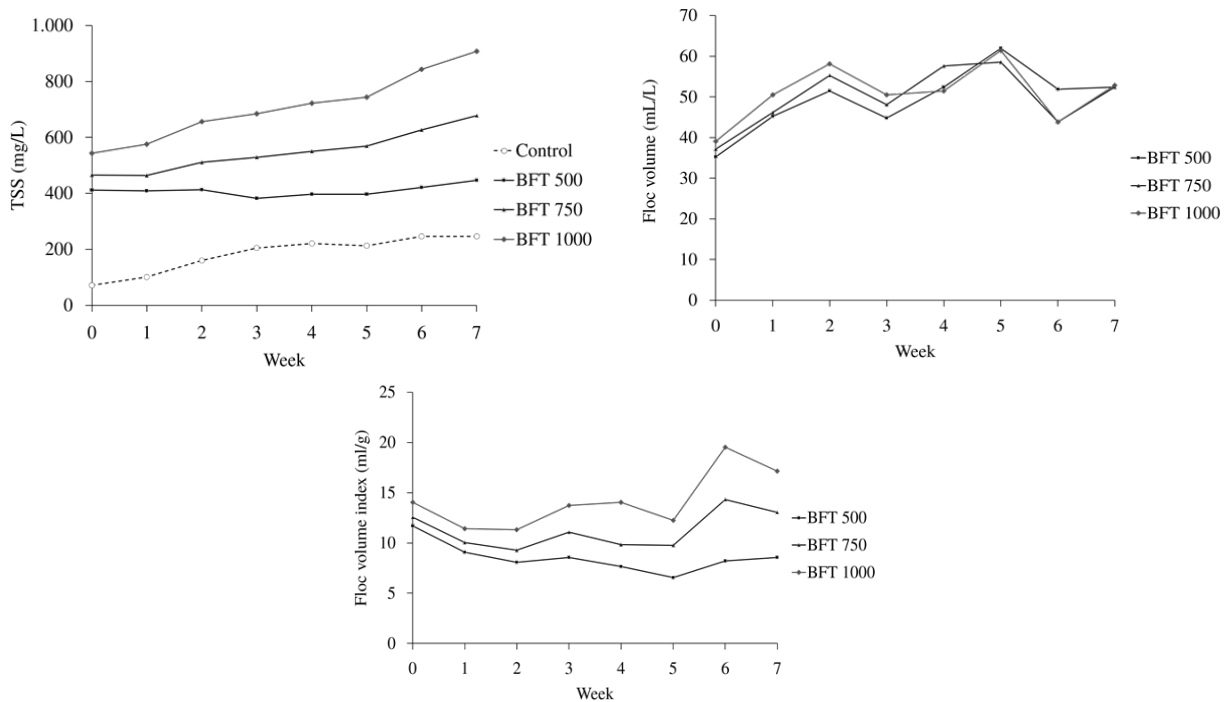 1.000
800
600
400
200
0
TSS (mg/L)
0 1 2 3 4 5 6 7
Week
Control
BFT 500
BFT 750
BFT 1000
70
60
50
40
30
20
10
0
Floc volume (mL/L)
0 1 2 3 4 5 6 7
Week
BFT 500
BFT 750
BFT 1000
25
20
15
10
5
0
Floc volume index (ml/g)
0 1 2 3 4 5 6 7
Week
BFT 500
BFT 750
BFT 1000